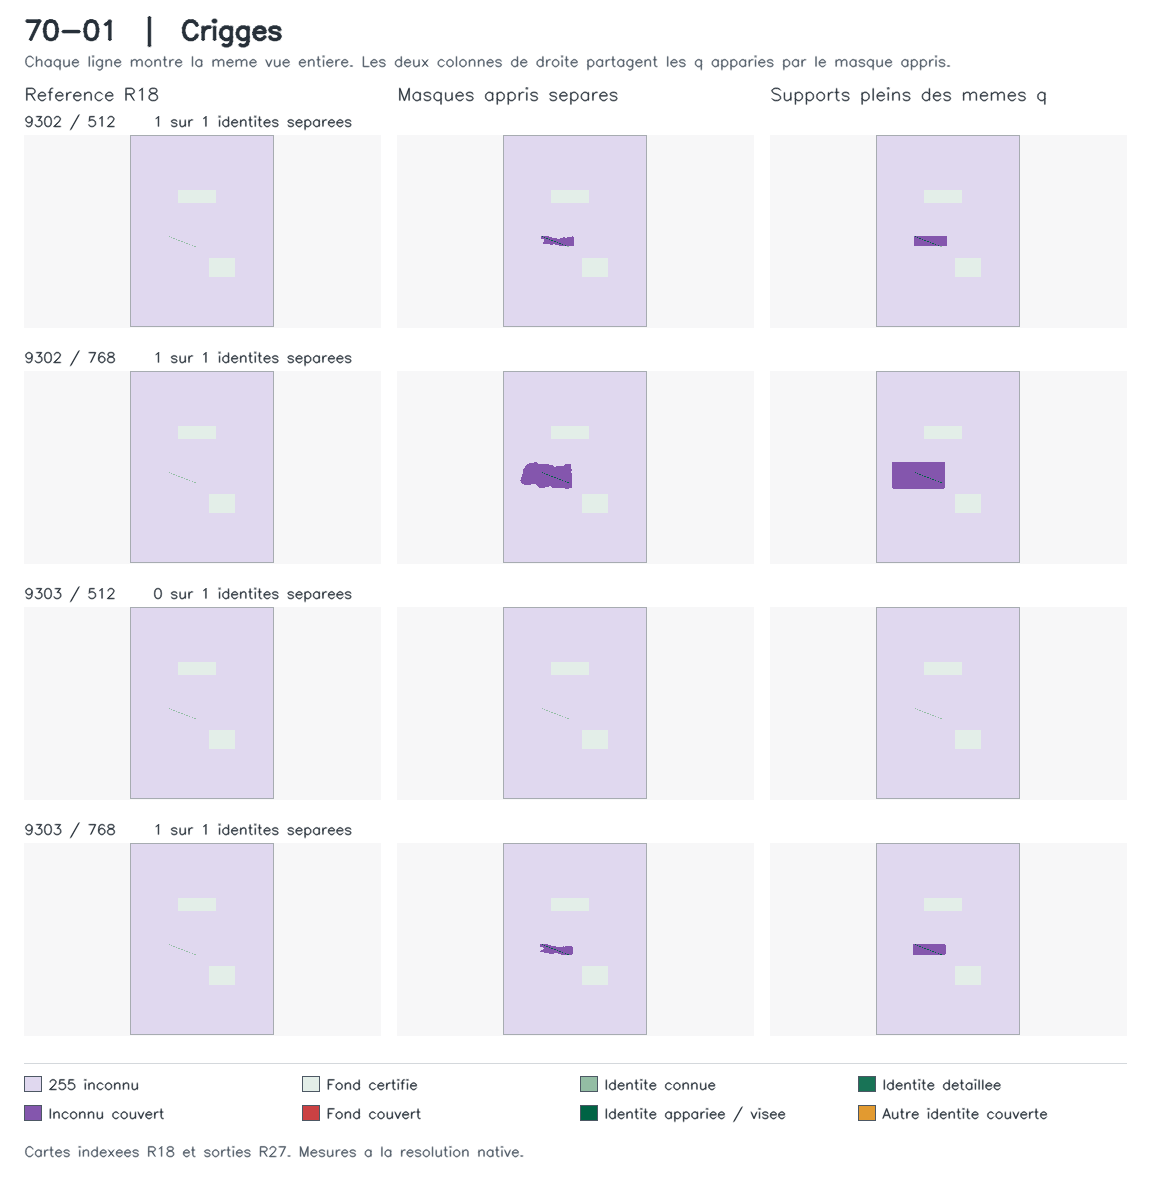 70-01 | Crigges
Chaque ligne montre la meme vue entiere. Les deux colonnes de droite partagent les q apparies par le masque appris.
Reference R18
Masques appris separes
Supports pleins des memes q
9302 / 512 1 sur 1 identites separees
9302 / 768 1 sur 1 identites separees
9303 / 512 0 sur 1 identites separees
9303 / 768 1 sur 1 identites separees
255 inconnu
Fond certifie
Identite connue
Identite detaillee
Inconnu couvert
Fond couvert
Identite appariee / visee
Autre identite couverte
Cartes indexees R18 et sorties R27. Mesures a la resolution native.